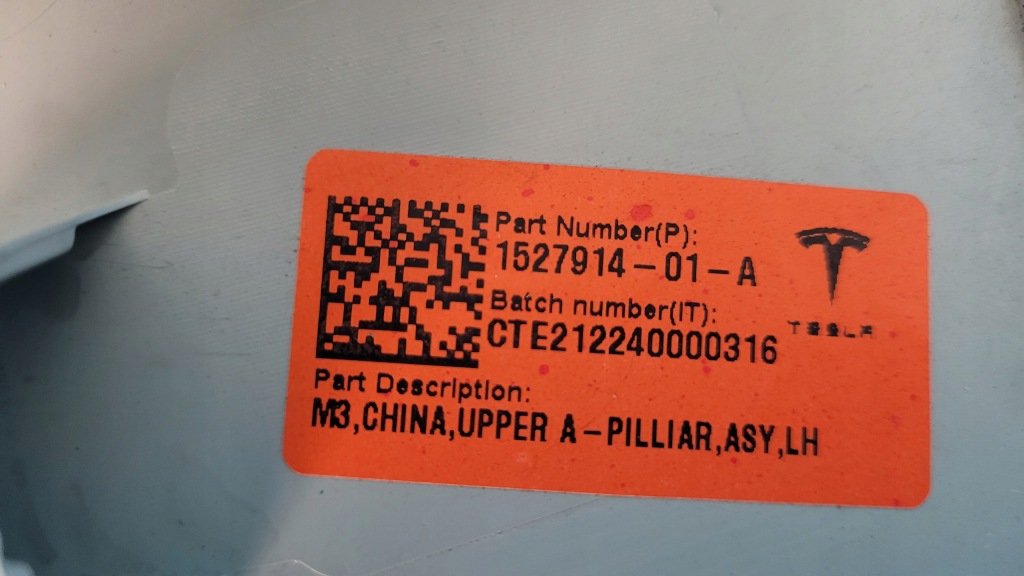 Part Number(P):
1527914-01-A
Batch number(IT):
CTE212240000316
TESLA
Part Description:
M3,CHINA,UPPER A-PILLIAR,ASY,LH